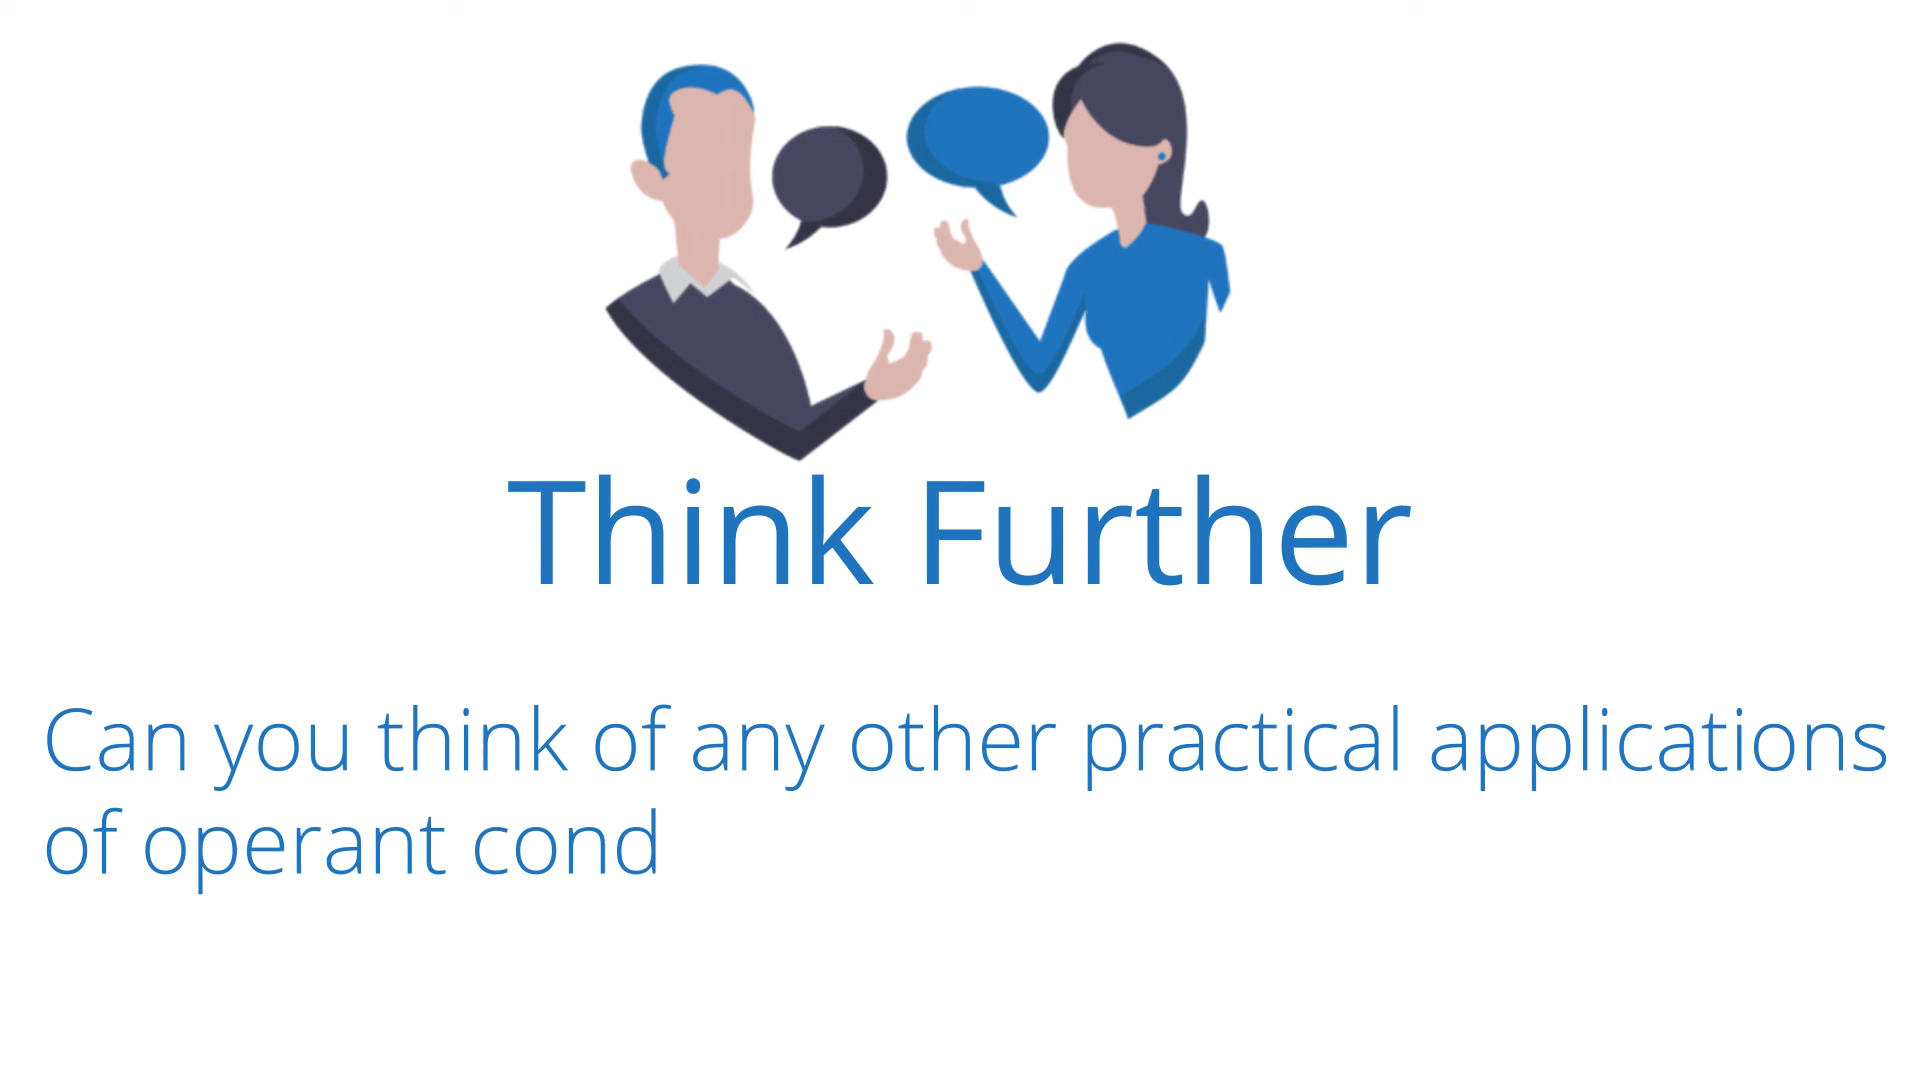 Think Further
Can you think of any other practical applications
of operant cond